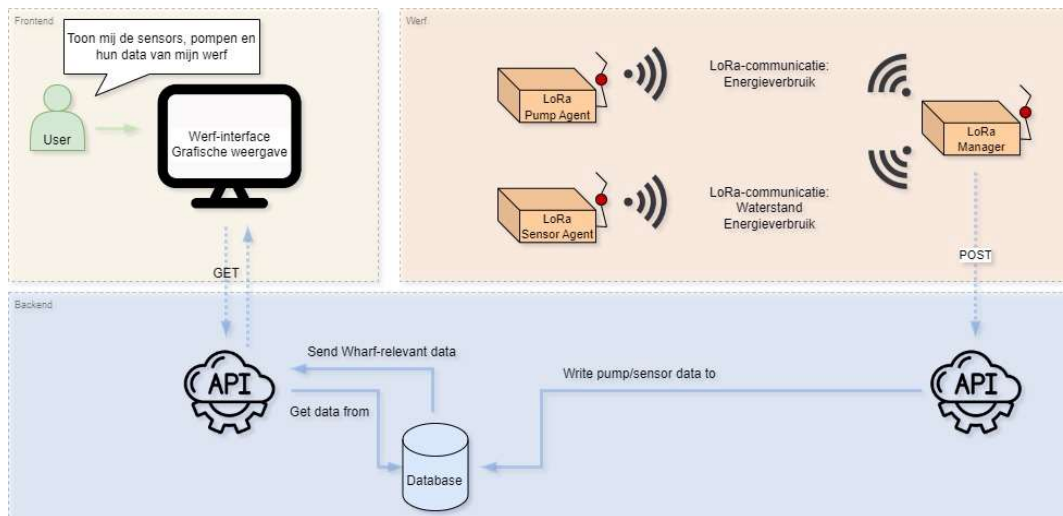 Frontend
Toon mij de sensors, pompen en
hun data van mijn werf
User
Werf-interface
Grafische weergave
GET
Werf
LoRa
Pump Agent
LoRa-communicatie:
Energieverbruik
LoRa
Manager
LoRa
Sensor Agent
LoRa-communicatie:
Waterstand
Energieverbruik
POST
Backend
API
Send Wharf-relevant data
Get data from
Database
Write pump/sensor data to
API